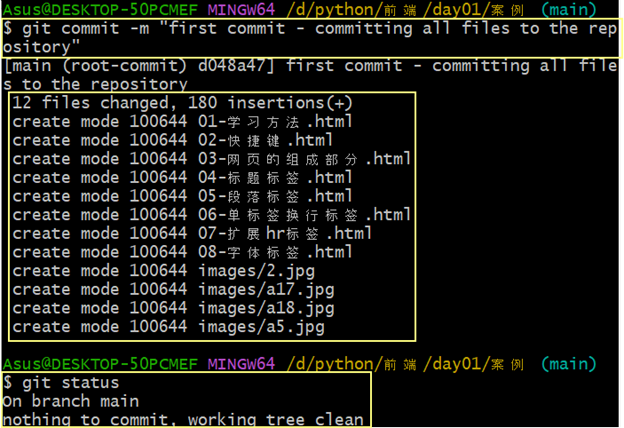 Asus@DESKTOP-50PCMEF MINGW64 /d/python/前端/day01/案例 (main)
$ git commit -m "first commit - committing all files to the rep
ository"
[main (root-commit) d048a47] first commit - committing all file
s to the repository
12 files changed, 180 insertions(+)
create mode 100644 01-学习方法.html
create mode 100644 02-快捷键.html
create mode 100644 03-网页的组成部分.html
create mode 100644 04-标题标签.html
create mode 100644 05-段落标签.html
create mode 100644 06-单标签换行标签.html
create mode 100644 07-扩展hr标签.html
create mode 100644 08-字体标签.html
create mode 100644 images/2.jpg
create mode 100644 images/a17.jpg
create mode 100644 images/a18.jpg
create mode 100644 images/a5.jpg
Asus@DESKTOP-50PCMEF MINGW64 /d/python/前端/day01/案例 (main)
$ git status
On branch main
nothing to commit, working tree clean